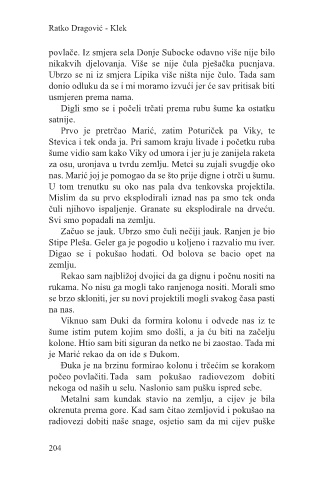 Ratko Dragović - Klek
povlače. Iz smjera sela Donje Subocke odavno više nije bilo
nikakvih djelovanja. Više se nije čula pješačka pucnjava.
Ubrzo se ni iz smjera Lipika više ništa nije čulo. Tada sam
donio odluku da se i mi moramo izvući jer će sav pritisak biti
usmjeren prema nama.
Digli smo se i počeli trčati prema rubu šume ka ostatku
satnije.
Prvo je pretrčao Marić, zatim Poturiček pa Viky, te
Stevica i tek onda ja. Pri samom kraju livade i početku ruba
šume vidio sam kako Viky od umora i jer ju je zanijela raketa
za osu, uronjava u tvrdu zemlju. Metci su zujali svugdje oko
nas. Marić joj je pomogao da se što prije digne i otrči u šumu.
U tom trenutku su oko nas pala dva tenkovska projektila.
Mislim da su prvo eksplodirali iznad nas pa smo tek onda
čuli njihovo ispaljenje. Granate su eksplodirale na drveću.
Svi smo popadali na zemlju.
Začuo se jauk. Ubrzo smo čuli nečiji jauk. Ranjen je bio
Stipe Pleša. Geler ga je pogodio u koljeno i razvalio mu iver.
Digao se i pokušao hodati. Od bolova se bacio opet na
zemlju.
Rekao sam najbližoj dvojici da ga dignu i počnu nositi na
rukama. No nisu ga mogli tako ranjenoga nositi. Morali smo
se brzo skloniti, jer su novi projektili mogli svakog časa pasti
na nas.
Viknuo sam Đuki da formira kolonu i odvede nas iz te
šume istim putem kojim smo došli, a ja ću biti na začelju
kolone. Htio sam biti siguran da netko ne bi zaostao. Tada mi
je Marić rekao da on ide s Đukom.
Đuka je na brzinu formirao kolonu i trčećim se korakom
počeo povlačiti. Tada sam pokušao radiovezom dobiti
nekoga od naših u selu. Naslonio sam pušku ispred sebe.
Metalni sam kundak stavio na zemlju, a cijev je bila
okrenuta prema gore. Kad sam čitao zemljovid i pokušao na
radiovezi dobiti naše snage, osjetio sam da mi cijev puške
204